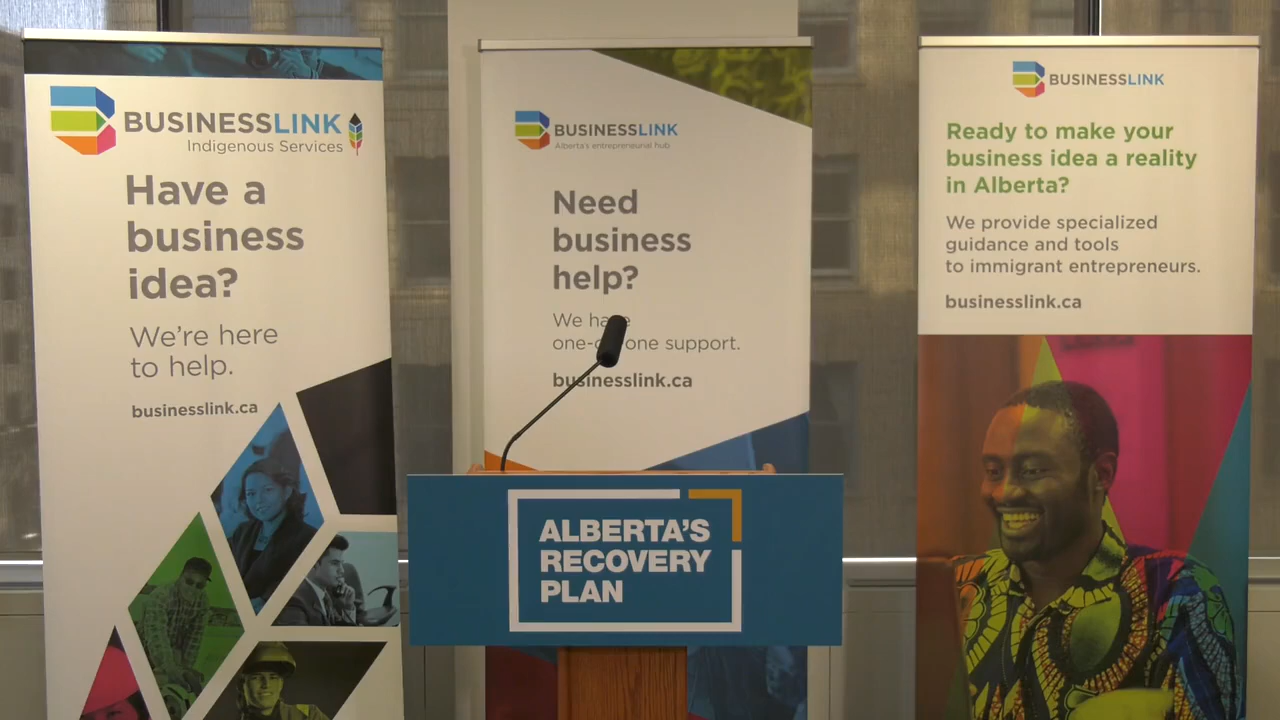 BUSINESSLINK
Indigenous Services
Have a
business
idea?
We're here
to help.
businesslink.ca
BUSINESSLINK
Alberta's entrepreneurial hub
Need
business
help?
We have
one-on-one support.
businesslink.ca
ALBERTA'S
RECOVERY
PLAN
BUSINESSLINK
Ready to make your
business idea a reality
in Alberta?
We provide specialized
guidance and tools
to immigrant entrepreneurs.
businesslink.ca